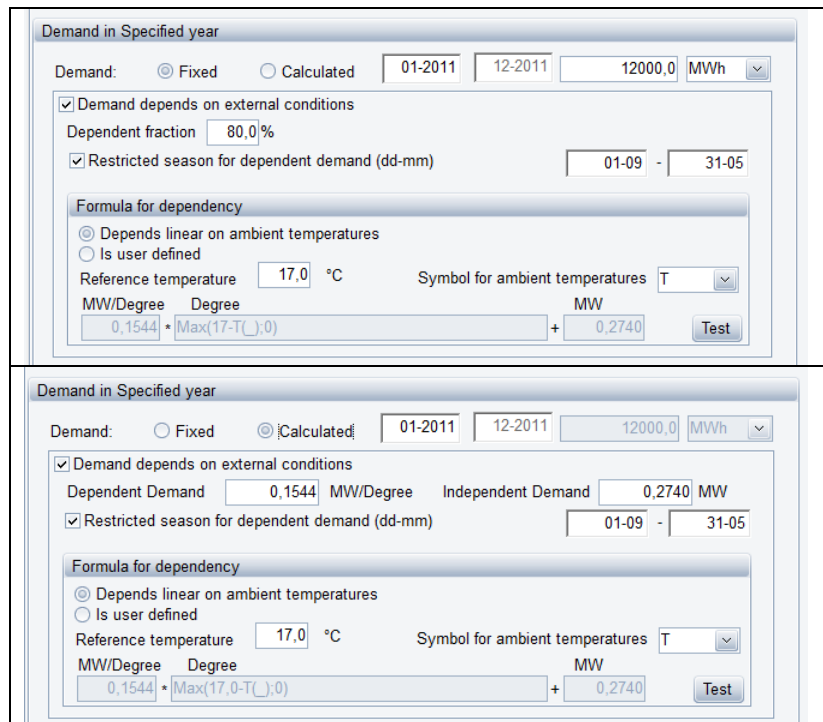 Demand in Specified year
Demand: Fixed Calculated 01-2011 12-2011 12000,0 MWh
Demand depends on external conditions
Dependent fraction 80,0 %
Restricted season for dependent demand (dd-mm) 01-09 - 31-05
Formula for dependency
Depends linear on ambient temperatures
Is user defined
Reference temperature 17,0 °C Symbol for ambient temperatures T
MW/Degree Degree MW
0,1544 * Max(17-T(_);0) + 0,2740 Test
Demand in Specified year
Demand: Fixed Calculated 01-2011 12-2011 12000,0 MWh
Demand depends on external conditions
Dependent Demand 0,1544 MW/Degree Independent Demand 0,2740 MW
Restricted season for dependent demand (dd-mm) 01-09 - 31-05
Formula for dependency
Depends linear on ambient temperatures
Is user defined
Reference temperature 17,0 °C Symbol for ambient temperatures T
MW/Degree Degree MW
0,1544 * Max(17,0-T(_);0) + 0,2740 Test